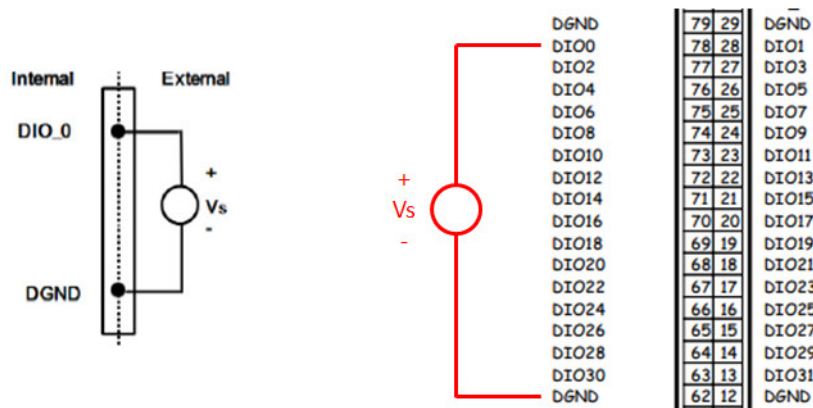 Internal External
DIO_0
+
Vs
-
DGND
+
Vs
-
DGND 79 29 DGND
DIO0 78 28 DIO1
DIO2 77 27 DIO3
DIO4 76 26 DIO5
DIO6 75 25 DIO7
DIO8 74 24 DIO9
DIO10 73 23 DIO11
DIO12 72 22 DIO13
DIO14 71 21 DIO15
DIO16 70 20 DIO17
DIO18 69 19 DIO19
DIO20 68 18 DIO21
DIO22 67 17 DIO23
DIO24 66 16 DIO25
DIO26 65 15 DIO27
DIO28 64 14 DIO29
DIO30 63 13 DIO31
DGND 62 12 DGND